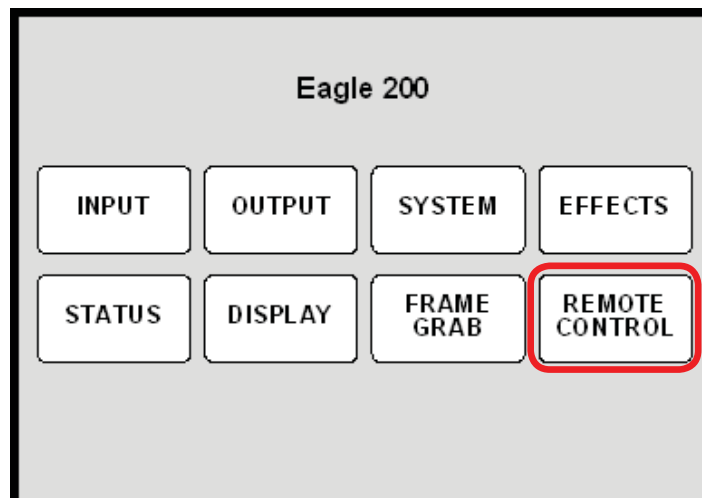 Eagle 200
INPUT
OUTPUT
SYSTEM
EFFECTS
STATUS
DISPLAY
FRAME
GRAB
REMOTE
CONTROL